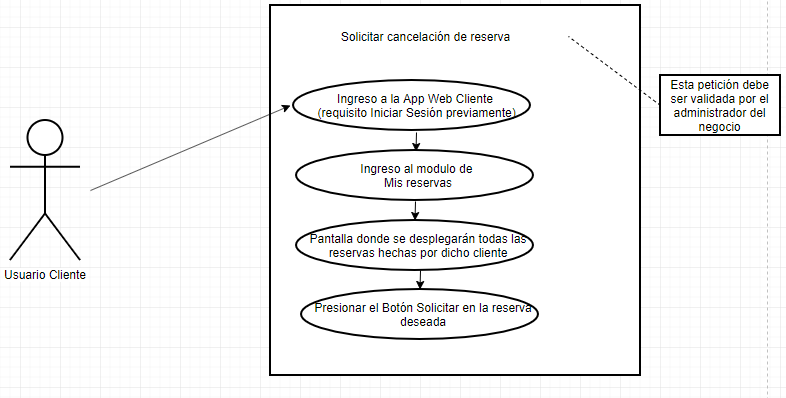 Solicitar cancelación de reserva
Esta petición debe
ser validada por el
administrador del
negocio
Ingreso a la App Web Cliente
(requisito Iniciar Sesión previamente)
Ingreso al modulo de
Mis reservas
Pantalla donde se desplegarán todas las
reservas hechas por dicho cliente
Presionar el Botón Solicitar en la reserva
deseada
Usuario Cliente